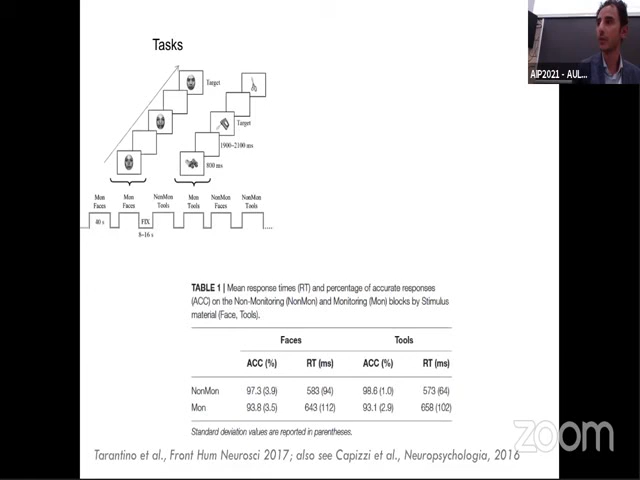 Tasks
AIP2021 - AUL...
Target
Target
1900–2100 ms
800 ms
Mon Faces
Mon Faces
NonMon Tools
Mon Tools
NonMon Faces
NonMon Tools
40 s
FIX
8–16 s
TABLE 1 | Mean response times (RT) and percentage of accurate responses
(ACC) on the Non-Monitoring (NonMon) and Monitoring (Mon) blocks by Stimulus
material (Face, Tools).
Faces Tools
ACC (%) RT (ms) ACC (%) RT (ms)
NonMon 97.3 (3.9) 583 (94) 98.6 (1.0) 573 (64)
Mon 93.8 (3.5) 643 (112) 93.1 (2.9) 658 (102)
Standard deviation values are reported in parentheses.
Tarantino et al., Front Hum Neurosci 2017; also see Capizzi et al., Neuropsychologia, 2016
zoom